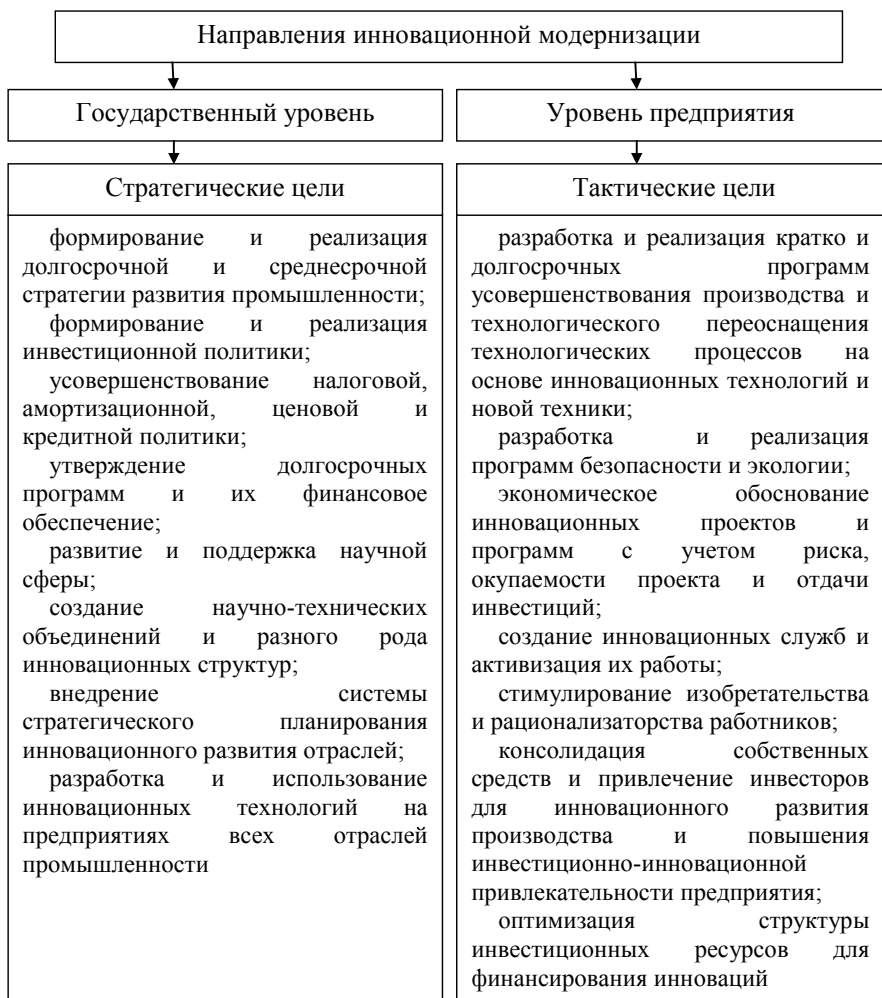 Направления инновационной модернизации
Государственный уровень
Стратегические цели
формирование и реализация
долгосрочной и среднесрочной
стратегии развития промышленности;
формирование и реализация
инвестиционной политики;
усовершенствование налоговой,
амортизационной, ценовой и
кредитной политики;
утверждение долгосрочных
программ и их финансовое
обеспечение;
развитие и поддержка научной
сферы;
создание научно-технических
объединений и разного рода
инновационных структур;
внедрение системы
стратегического планирования
инновационного развития отраслей;
разработка и использование
инновационных технологий на
предприятиях всех отраслей
промышленности
Уровень предприятия
Тактические цели
разработка и реализация кратко и
долгосрочных программ
усовершенствования производства и
технологического переоснащения
технологических процессов на
основе инновационных технологий и
новой техники;
разработка и реализация
программ безопасности и экологии;
экономическое обоснование
инновационных проектов и
программ с учетом риска,
окупаемости проекта и отдачи
инвестиций;
создание инновационных служб и
активизация их работы;
стимулирование изобретательства
и рационализаторства работников;
консолидация собственных
средств и привлечение инвесторов
для инновационного развития
производства и повышения
инвестиционно-инновационной
привлекательности предприятия;
оптимизация структуры
инвестиционных ресурсов для
финансирования инноваций